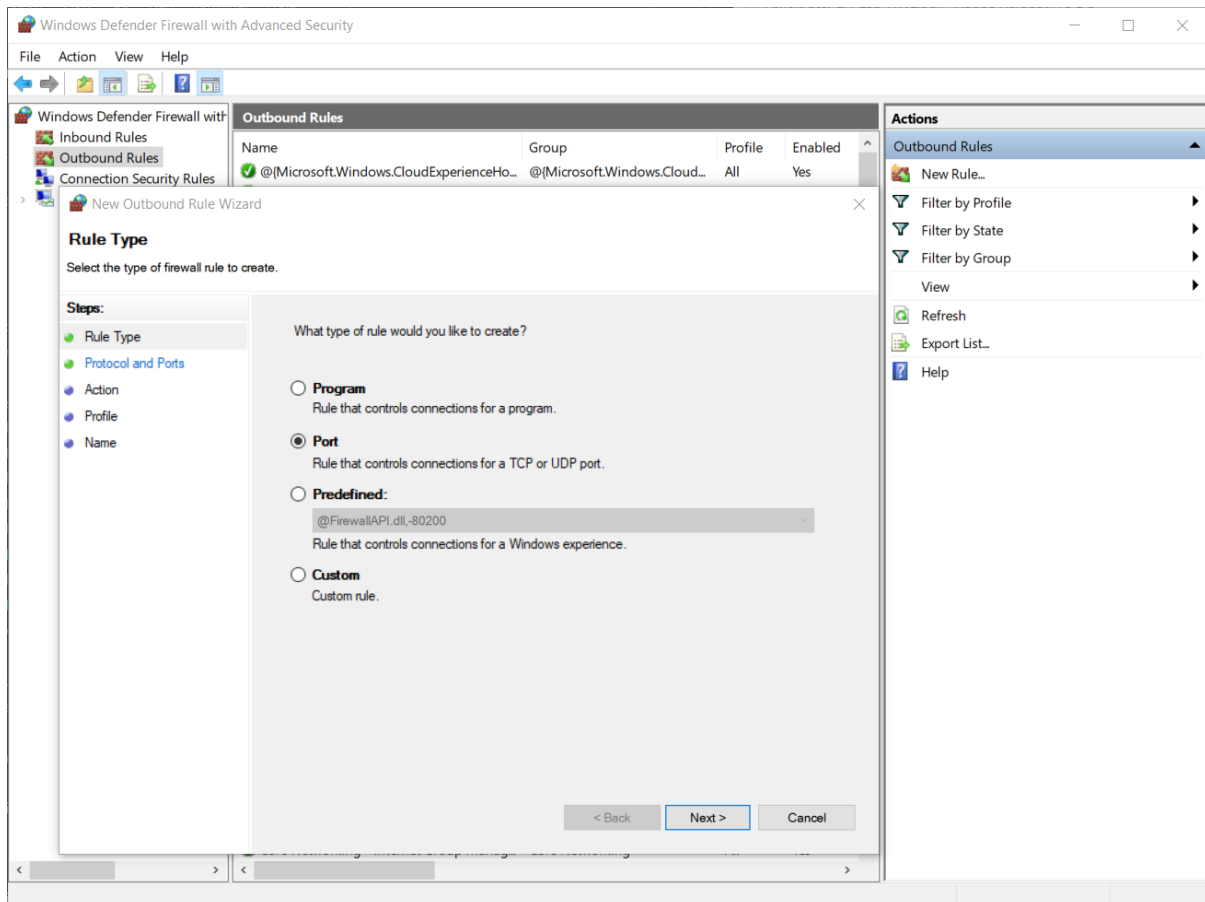 Windows Defender Firewall with Advanced Security
File Action View Help
Windows Defender Firewall with
Inbound Rules
Outbound Rules
Connection Security Rules
Outbound Rules
Name Group Profile Enabled
@{Microsoft.Windows.CloudExperienceHo... @{Microsoft.Windows.Cloud... All Yes
Actions
Outbound Rules
New Rule...
Filter by Profile
Filter by State
Filter by Group
View
Refresh
Export List...
Help
New Outbound Rule Wizard
Rule Type
Select the type of firewall rule to create.
Steps:
Rule Type
Protocol and Ports
Action
Profile
Name
What type of rule would you like to create?
Program
Rule that controls connections for a program.
Port
Rule that controls connections for a TCP or UDP port.
Predefined:
@FirewallAPI.dll,-80200
Rule that controls connections for a Windows experience.
Custom
Custom rule.
< Back Next > Cancel